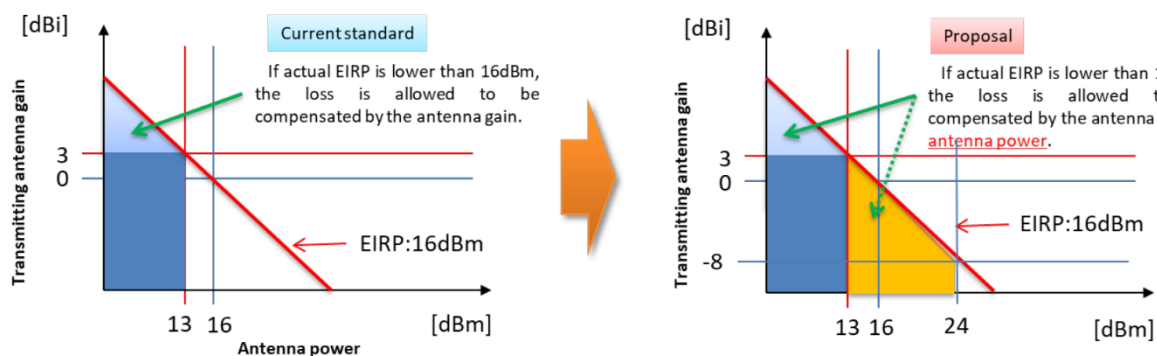 [dBi]
Current standard
If actual EIRP is lower than 16dBm,
the loss is allowed to be
compensated by the antenna gain.
Transmitting antenna gain
3
0
EIRP:16dBm
13
16
[dBm]
Antenna power
[dBi]
Proposal
If actual EIRP is lower than 1
the loss is allowed t
compensated by the antenna
antenna power.
Transmitting antenna gain
3
0
-8
EIRP:16dBm
13
16
24
[dBm]